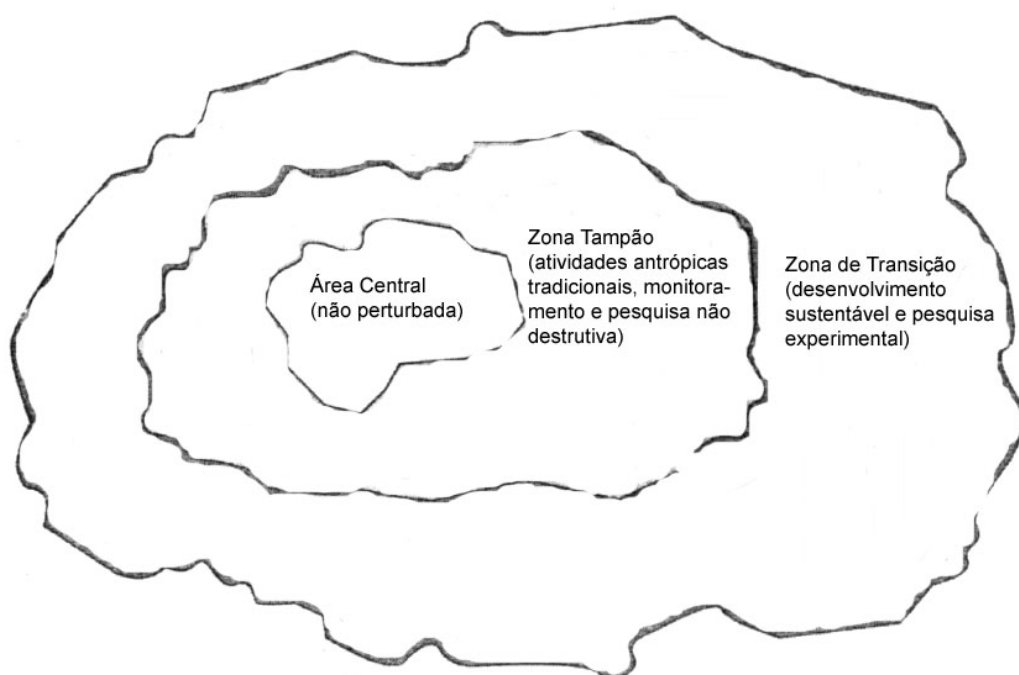 Área Central
(não perturbada)
Zona Tampão
(atividades antrópicas
tradicionais, monitora-
mento e pesquisa não
destrutiva)
Zona de Transição
(desenvolvimento
sustentável e pesquisa
experimental)